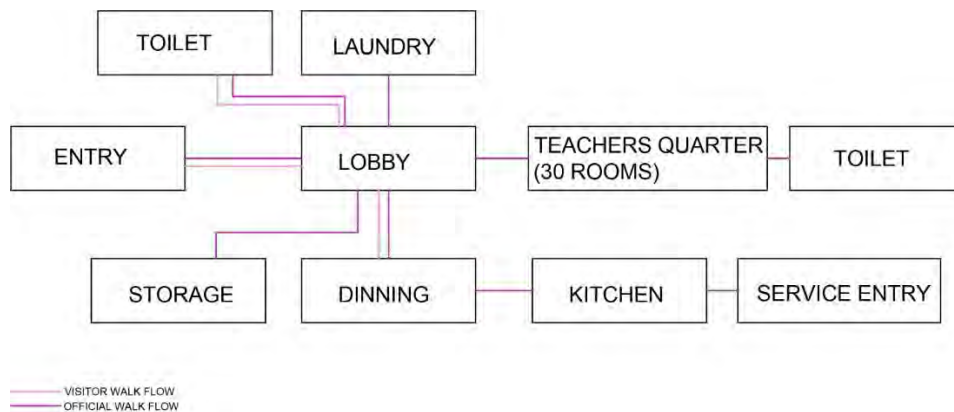 TOILET
LAUNDRY
ENTRY
LOBBY
TEACHERS QUARTER
(30 ROOMS)
TOILET
STORAGE
DINNING
KITCHEN
SERVICE ENTRY
VISITOR WALK FLOW
OFFICIAL WALK FLOW